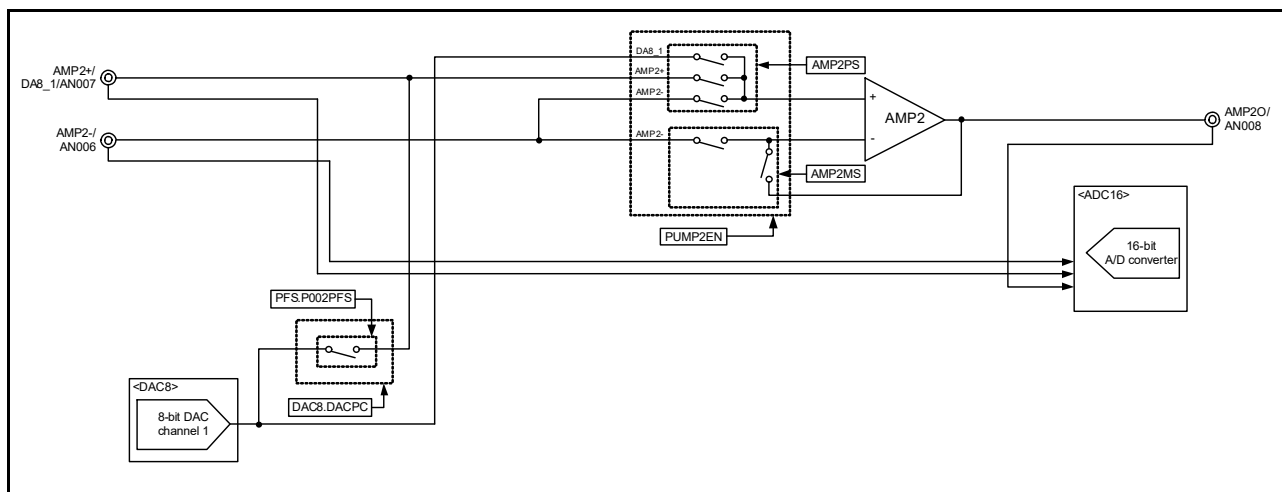 AMP2+/
DA8_1/AN007
AMP2-/
AN006
DA8_1
AMP2+
AMP2-
AMP2-
AMP2PS
AMP2MS
PUMP2EN
+
-
AMP2
AMP2O/
AN008
<ADC16>
16-bit
A/D converter
PFS.P002PFS
DAC8.DACPC
<DAC8>
8-bit DAC
channel 1